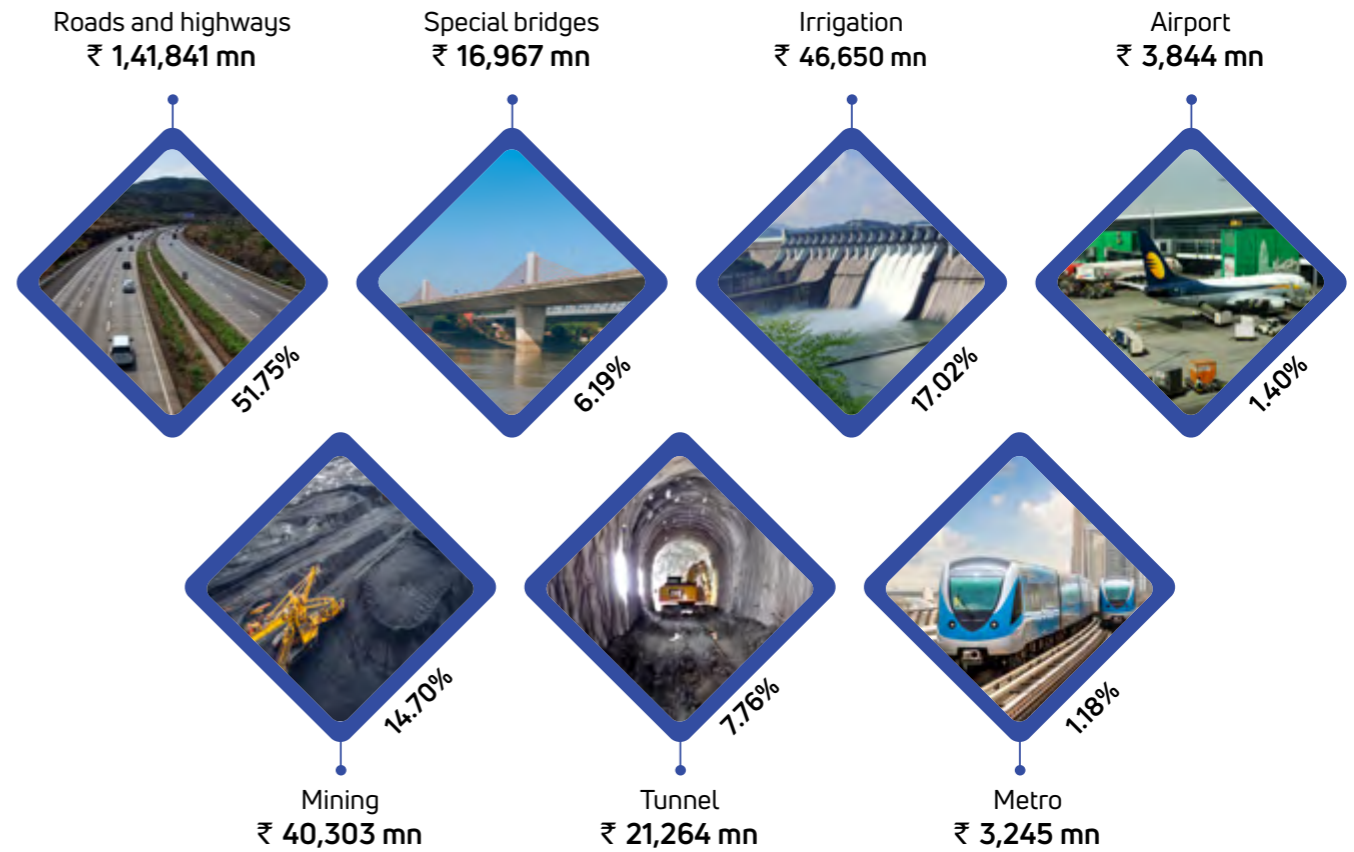 Roads and highways
₹ 1,41,841 mn
Special bridges
₹ 16,967 mn
Irrigation
₹ 46,650 mn
Airport
₹ 3,844 mn
51.75%
6.19%
17.02%
1.40%
14.70%
7.76%
1.18%
Mining
₹ 40,303 mn
Tunnel
₹ 21,264 mn
Metro
₹ 3,245 mn